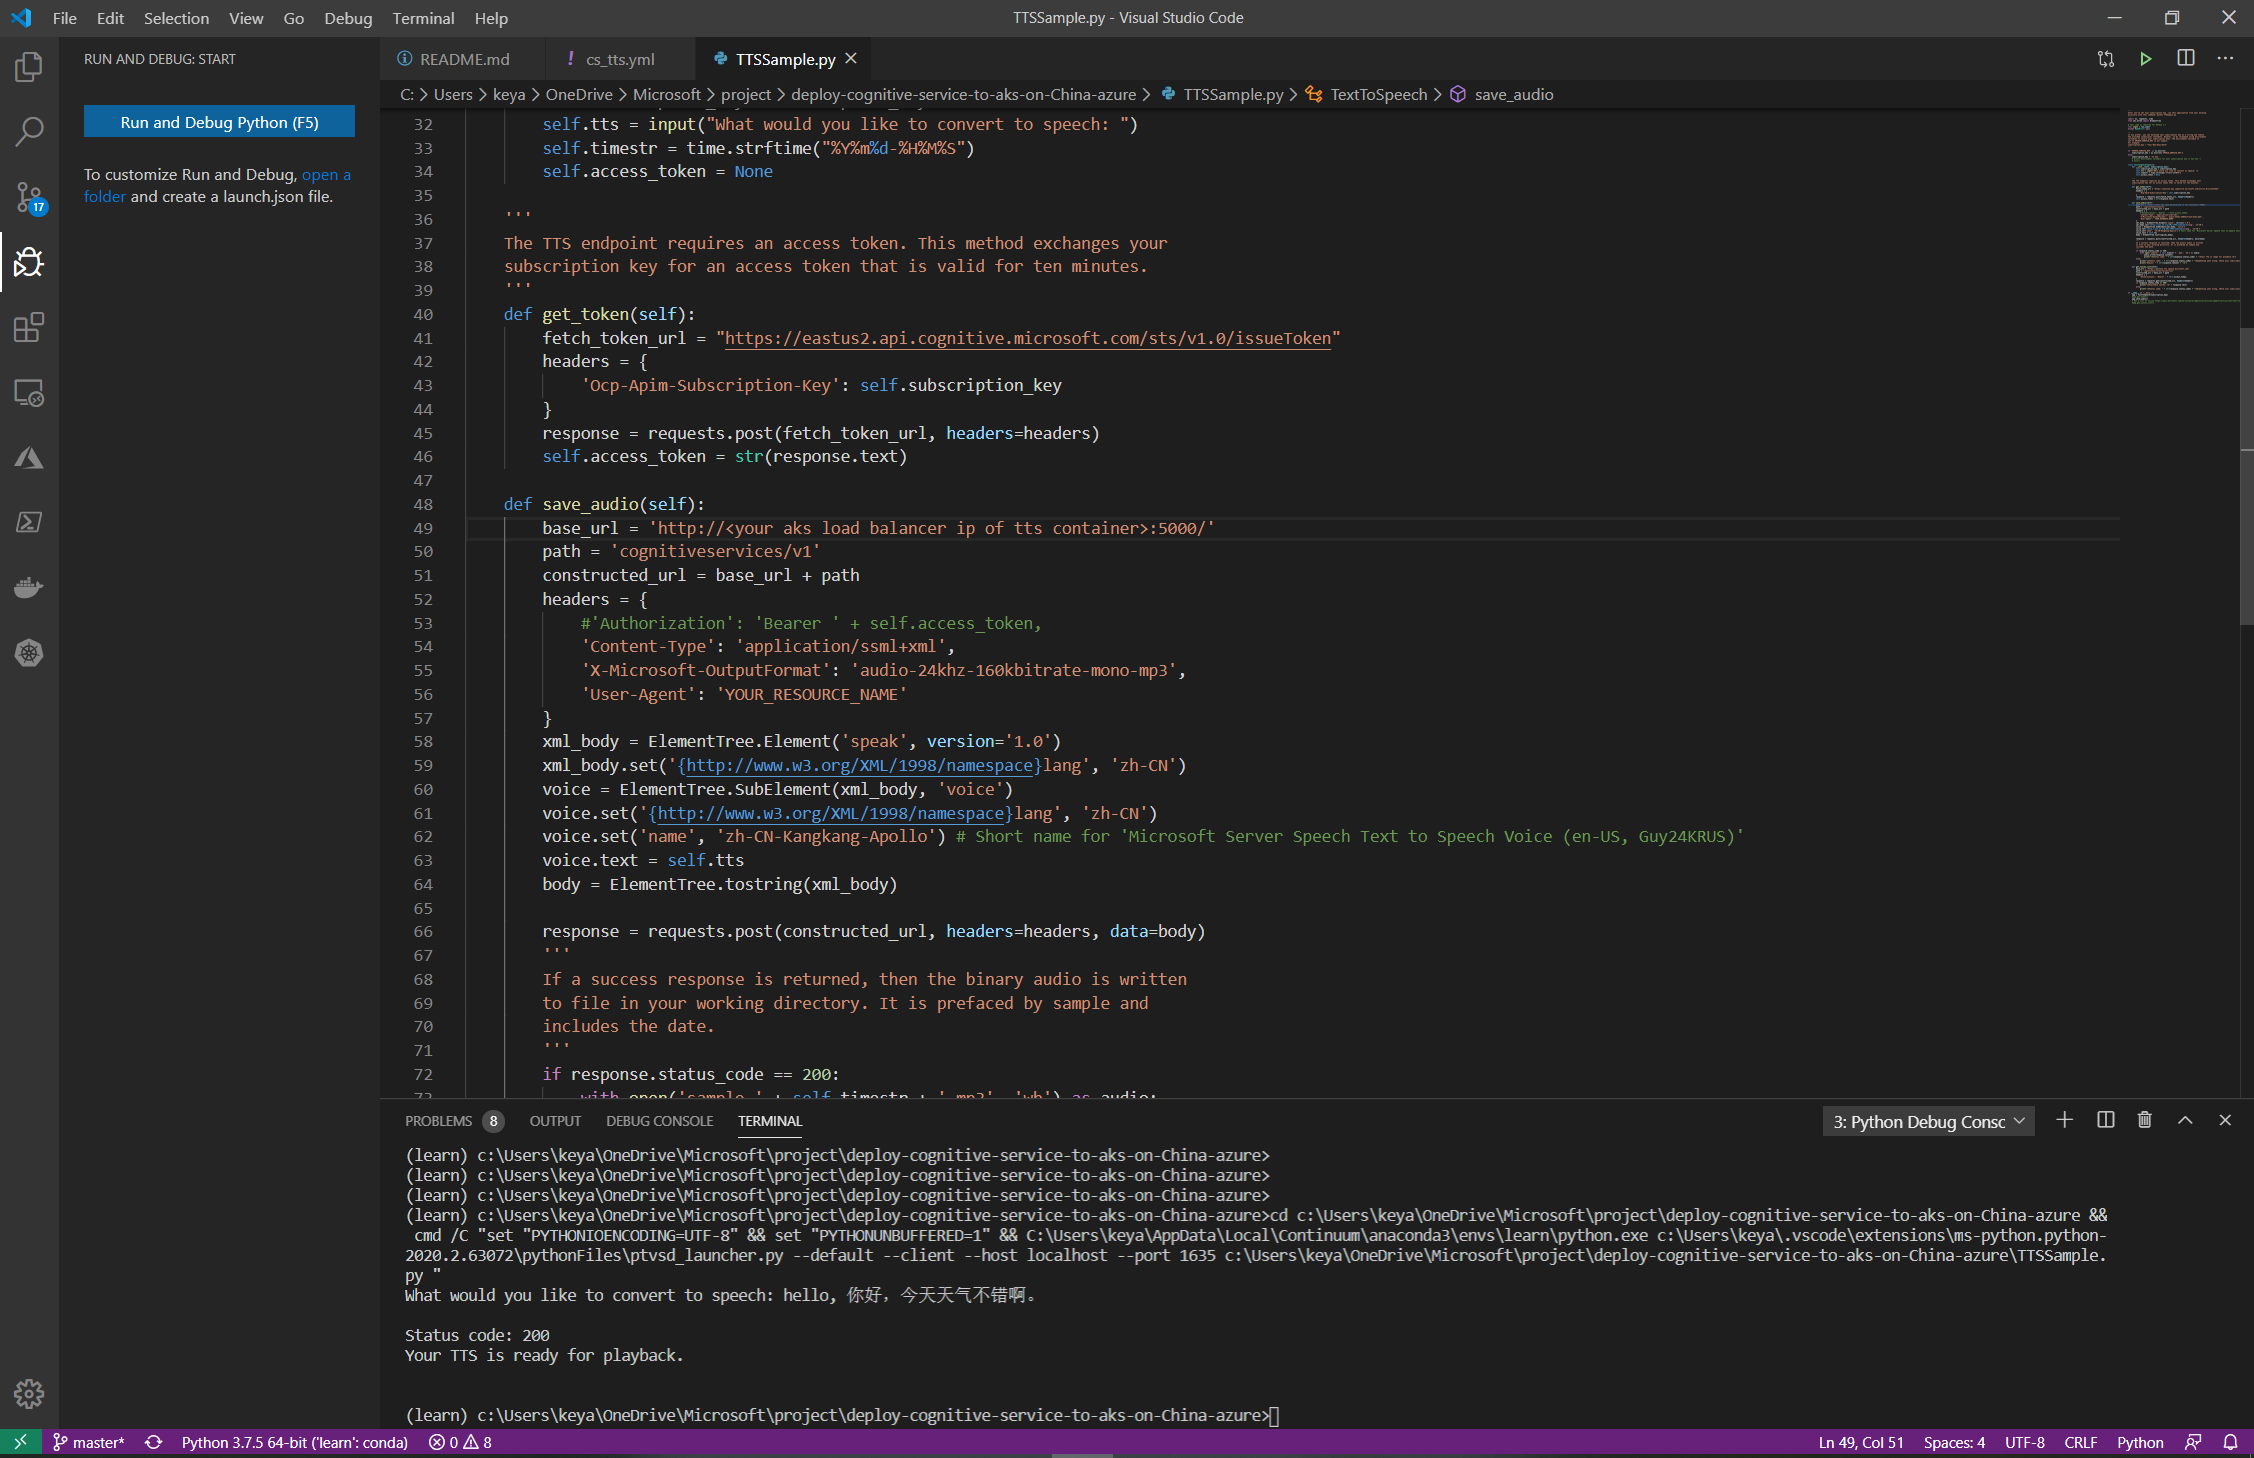 File Edit Selection View Go Debug Terminal Help
TTSSample.py - Visual Studio Code
RUN AND DEBUG: START
README.md
! cs_tts.yml
TTSSample.py
C: > Users > keya > OneDrive > Microsoft > project > deploy-cognitive-service-to-aks-on-China-azure > TTSSample.py > TextToSpeech > save_audio
Run and Debug Python (F5)
To customize Run and Debug, open a
folder and create a launch.json file.
17
32 self.tts = input("What would you like to convert to speech: ")
33 self.timestr = time.strftime("%Y%m%d-%H%M%S")
34 self.access_token = None
35
36 '''
37 The TTS endpoint requires an access token. This method exchanges your
38 subscription key for an access token that is valid for ten minutes.
39 '''
40 def get_token(self):
41 fetch_token_url = "https://eastus2.api.cognitive.microsoft.com/sts/v1.0/issueToken"
42 headers = {
43 'Ocp-Apim-Subscription-Key': self.subscription_key
44 }
45 response = requests.post(fetch_token_url, headers=headers)
46 self.access_token = str(response.text)
47
48 def save_audio(self):
49 base_url = 'http://<your aks load balancer ip of tts container>:5000/'
50 path = 'cognitiveservices/v1'
51 constructed_url = base_url + path
52 headers = {
53 #'Authorization': 'Bearer ' + self.access_token,
54 'Content-Type': 'application/ssml+xml',
55 'X-Microsoft-OutputFormat': 'audio-24khz-160kbitrate-mono-mp3',
56 'User-Agent': 'YOUR_RESOURCE_NAME'
57 }
58 xml_body = ElementTree.Element('speak', version='1.0')
59 xml_body.set('{http://www.w3.org/XML/1998/namespace}lang', 'zh-CN')
60 voice = ElementTree.SubElement(xml_body, 'voice')
61 voice.set('{http://www.w3.org/XML/1998/namespace}lang', 'zh-CN')
62 voice.set('name', 'zh-CN-Kangkang-Apollo') # Short name for 'Microsoft Server Speech Text to Speech Voice (en-US, Guy24KRUS)'
63 voice.text = self.tts
64 body = ElementTree.tostring(xml_body)
65
66 response = requests.post(constructed_url, headers=headers, data=body)
67 '''
68 If a success response is returned, then the binary audio is written
69 to file in your working directory. It is prefaced by sample and
70 includes the date.
71 '''
72 if response.status_code == 200:
73 with open('sample-' + self.timestr + '.mp3', 'wb') as audio:
PROBLEMS 8 OUTPUT DEBUG CONSOLE TERMINAL
3: Python Debug Consc
(learn) c:\Users\keya\OneDrive\Microsoft\project\deploy-cognitive-service-to-aks-on-China-azure>
(learn) c:\Users\keya\OneDrive\Microsoft\project\deploy-cognitive-service-to-aks-on-China-azure>
(learn) c:\Users\keya\OneDrive\Microsoft\project\deploy-cognitive-service-to-aks-on-China-azure>
(learn) c:\Users\keya\OneDrive\Microsoft\project\deploy-cognitive-service-to-aks-on-China-azure>cd c:\Users\keya\OneDrive\Microsoft\project\deploy-cognitive-service-to-aks-on-China-azure &&
cmd /C "set "PYTHONIOENCODING=UTF-8" && set "PYTHONUNBUFFERED=1" && C:\Users\keya\AppData\Local\Continuum\anaconda3\envs\learn\python.exe c:\Users\keya\.vscode\extensions\ms-python.python-
2020.2.63072\pythonFiles\ptvsd_launcher.py --default --client --host localhost --port 1635 c:\Users\keya\OneDrive\Microsoft\project\deploy-cognitive-service-to-aks-on-China-azure\TTSSample.
py "
What would you like to convert to speech: hello, 你好，今天天气不错啊。
Status code: 200
Your TTS is ready for playback.
(learn) c:\Users\keya\OneDrive\Microsoft\project\deploy-cognitive-service-to-aks-on-China-azure>
master* Python 3.7.5 64-bit ('learn': conda) 0 8
Ln 49, Col 51 Spaces: 4 UTF-8 CRLF Python